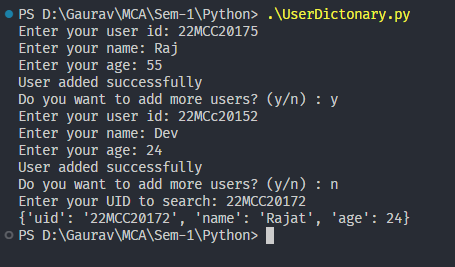 PS D:\Gaurav\MCA\Sem-1\Python> .\UserDictonary.py
Enter your user id: 22MCC20175
Enter your name: Raj
Enter your age: 55
User added successfully
Do you want to add more users? (y/n) : y
Enter your user id: 22MCc20152
Enter your name: Dev
Enter your age: 24
User added successfully
Do you want to add more users? (y/n) : n
Enter your UID to search: 22MCC20172
{'uid': '22MCC20172', 'name': 'Rajat', 'age': 24}
PS D:\Gaurav\MCA\Sem-1\Python>